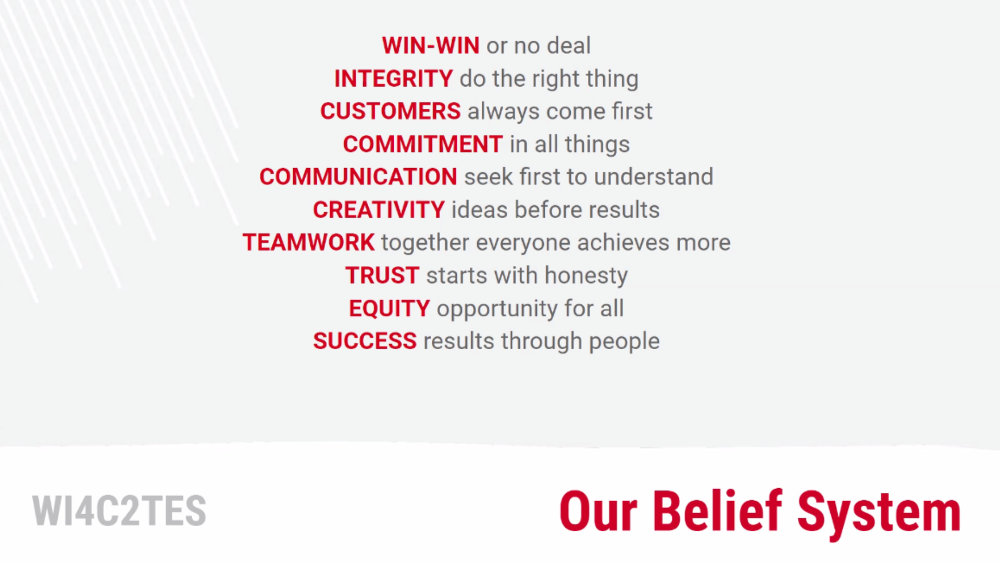 WIN-WIN or no deal
INTEGRITY do the right thing
CUSTOMERS always come first
COMMITMENT in all things
COMMUNICATION seek first to understand
CREATIVITY ideas before results
TEAMWORK together everyone achieves more
TRUST starts with honesty
EQUITY opportunity for all
SUCCESS results through people
WI4C2TES
Our Belief System